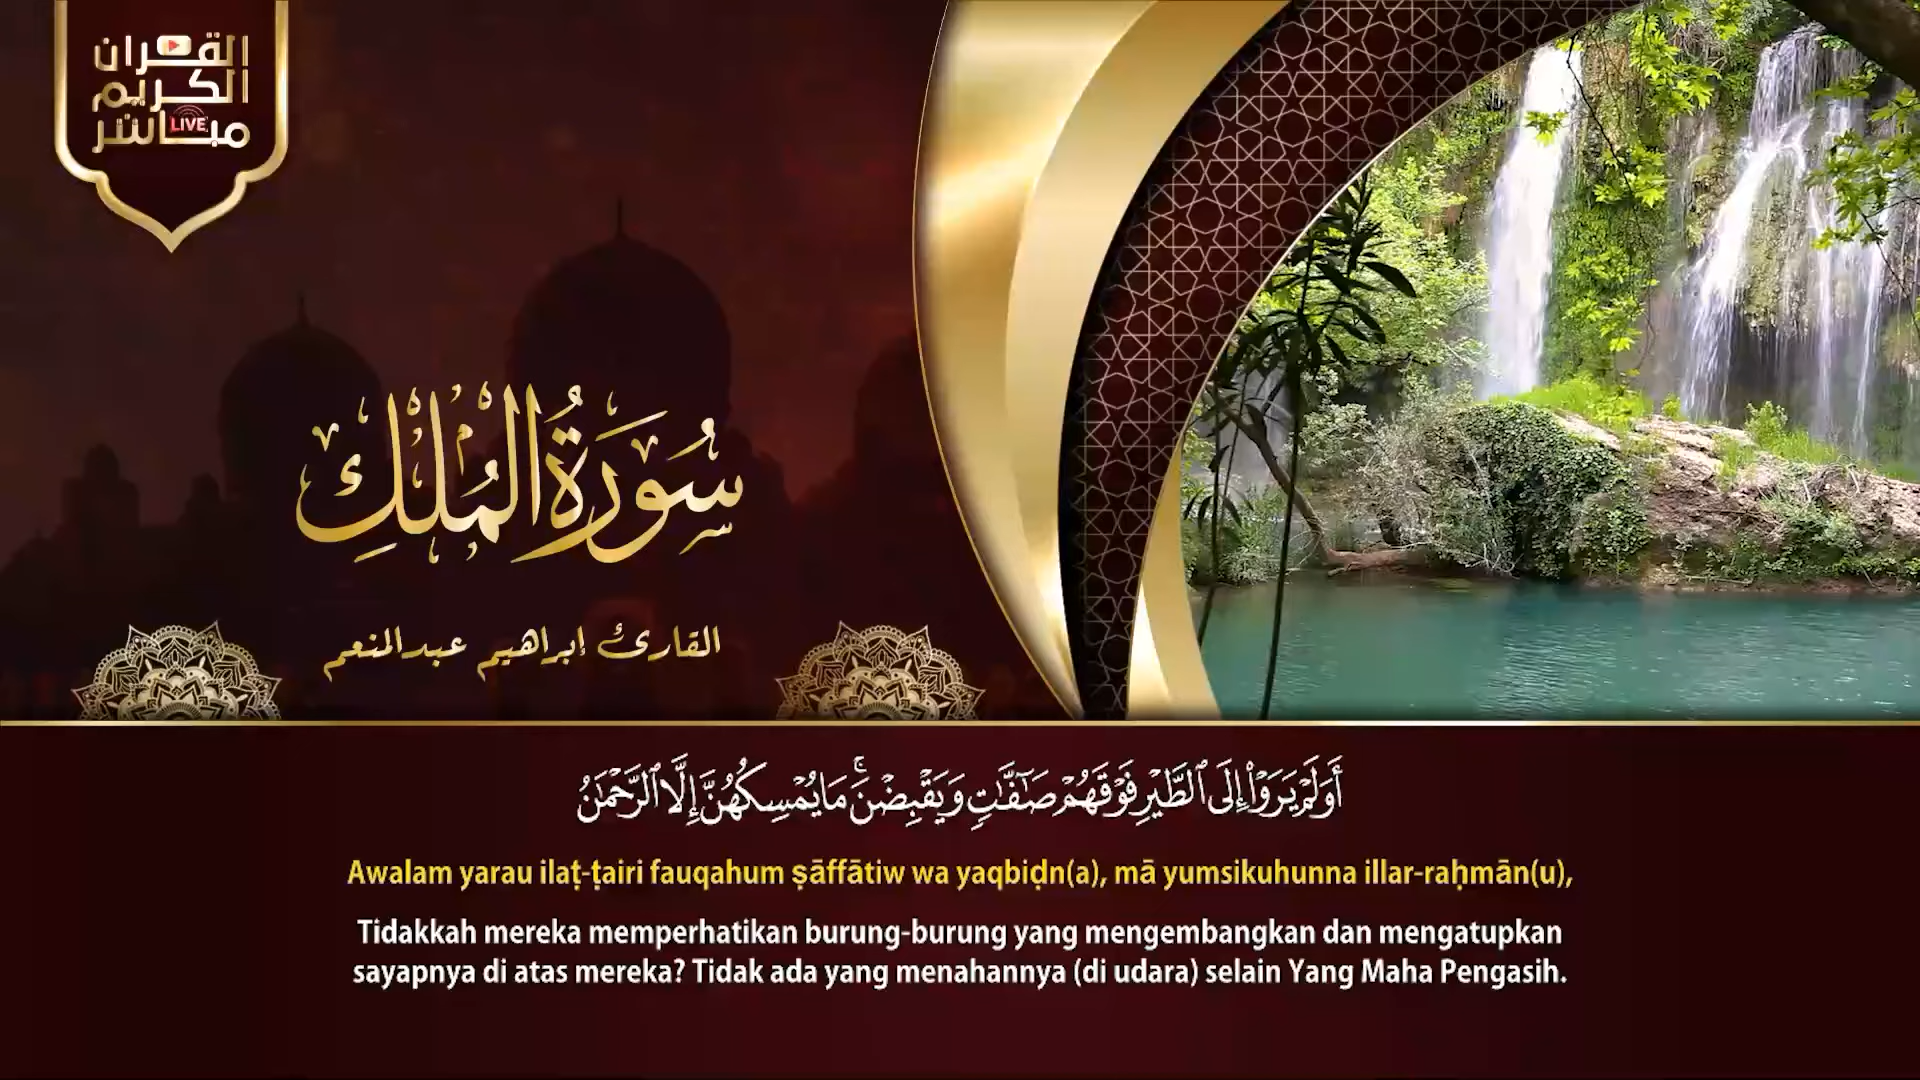 القرآن
الكريم
مباشر
LIVE
سُورَةُ الْمُلْكِ
القارئ إبراهيم عبدالمنعم
أَوَلَمْ يَرَوْا۟ إِلَى ٱلطَّيْرِ فَوْقَهُمْ صَـٰٓفَّـٰتٍ وَيَقْبِضْنَ ۚ مَا يُمْسِكُهُنَّ إِلَّا ٱلرَّحْمَـٰنُ
Awalam yarau ilaṭ-ṭairi fauqahum ṣāffātiw wa yaqbiḍn(a), mā yumsikuhunna illar-raḥmān(u),
Tidakkah mereka memperhatikan burung-burung yang mengembangkan dan mengatupkan
sayapnya di atas mereka? Tidak ada yang menahannya (di udara) selain Yang Maha Pengasih.